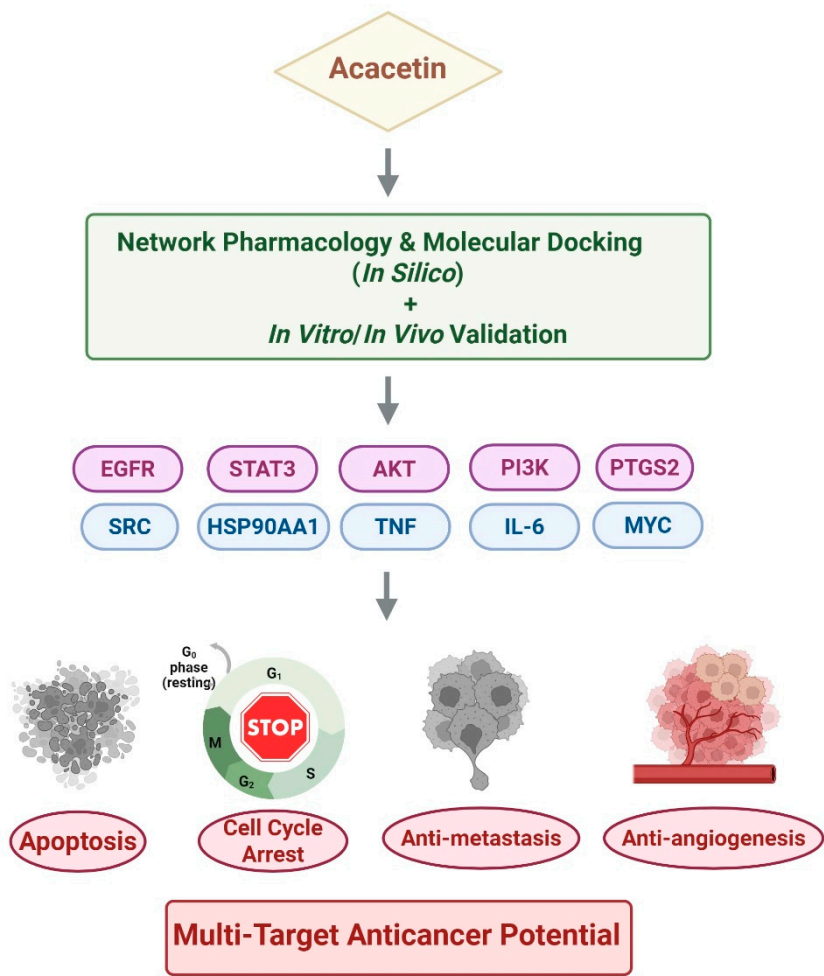 Acacetin
Network Pharmacology & Molecular Docking
(In Silico)
+
In Vitro/In Vivo Validation
EGFR STAT3 AKT PI3K PTGS2
SRC HSP90AA1 TNF IL-6 MYC
G₀
phase
(resting)
G₁
STOP
M
G₂
S
Apoptosis
Cell Cycle
Arrest
Anti-metastasis
Anti-angiogenesis
Multi-Target Anticancer Potential